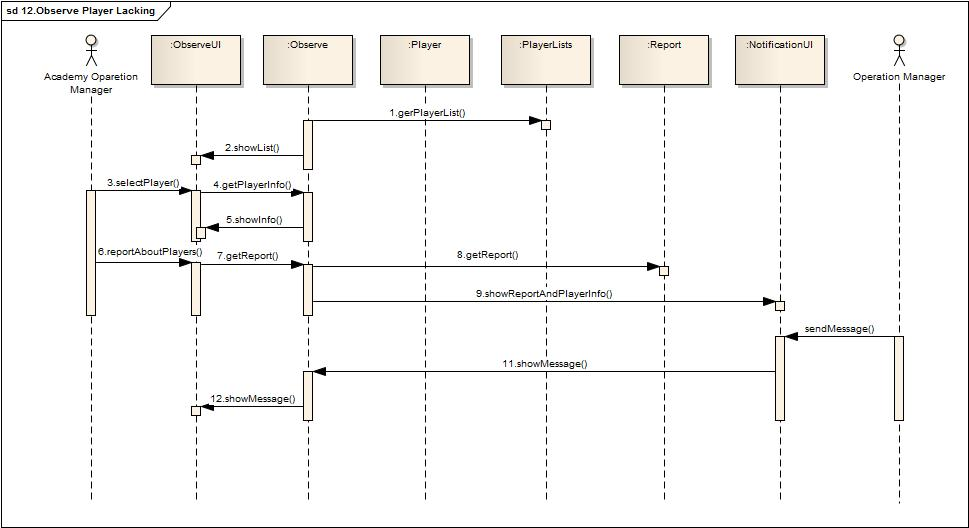 sd 12.Observe Player Lacking
:ObserveUI
:Observe
:Player
:PlayerLists
:Report
:NotificationUI
Academy Oparetion
Manager
Operation Manager
1.gerPlayerList()
2.showList()
3.selectPlayer()
4.getPlayerInfo()
5.showInfo()
6.reportAboutPlayers()
7.getReport()
8.getReport()
9.showReportAndPlayerInfo()
sendMessage()
11.showMessage()
12.showMessage()